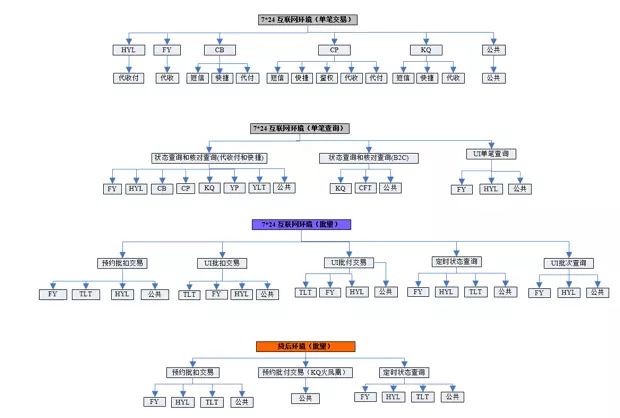 7*24 互联网环境（单笔交易）
HYL FY CB CP KQ 公共
代收付 代收 短信 快捷 代付 短信 快捷 鉴权 代收 代付 短信 快捷 代收 公共
7*24 互联网环境（单笔查询）
状态查询和核对查询(代收付和快捷) 状态查询和核对查询(B2C) UI单笔查询
FY HYL CB CP KQ YP YLT 公共 KQ CFT 公共 FY HYL 公共
7*24 互联网环境（批量）
预约批扣交易 UI批扣交易 UI批付交易 定时状态查询 UI批次查询
FY TLT HYL 公共 TLT FY HYL 公共 TLT FY HYL 公共 FY HYL TLT 公共 FY HYL 公共
贷后环境（批量）
预约批扣交易 预约批付交易（KQ火凤凰） 定时状态查询
FY HYL TLT 公共 公共 FY HYL TLT 公共